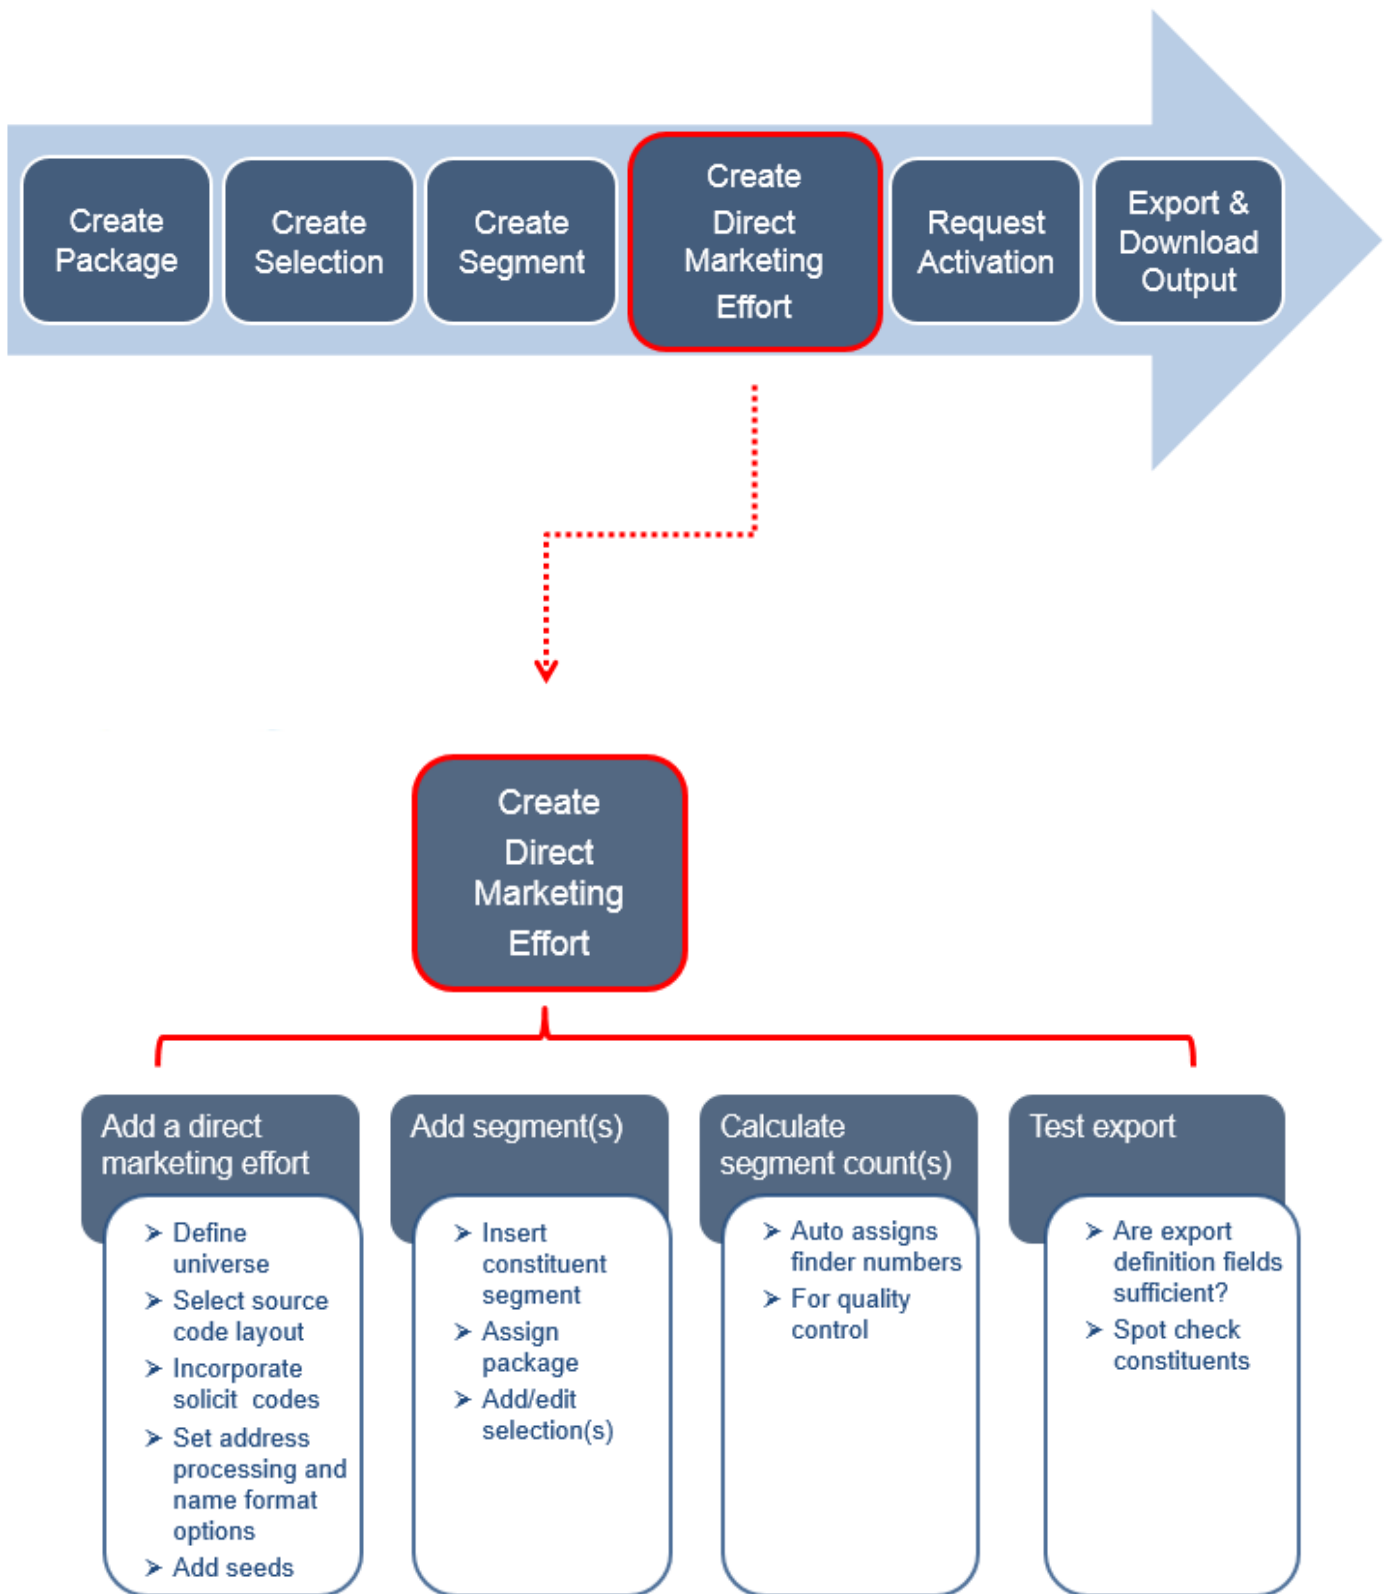 Create
Package
Create
Selection
Create
Segment
Create
Direct
Marketing
Effort
Request
Activation
Export &
Download
Output
Create
Direct
Marketing
Effort
Add a direct
marketing effort
➢ Define
universe
➢ Select source
code layout
➢ Incorporate
solicit codes
➢ Set address
processing and
name format
options
➢ Add seeds
Add segment(s)
➢ Insert
constituent
segment
➢ Assign
package
➢ Add/edit
selection(s)
Calculate
segment count(s)
➢ Auto assigns
finder numbers
➢ For quality
control
Test export
➢ Are export
definition fields
sufficient?
➢ Spot check
constituents